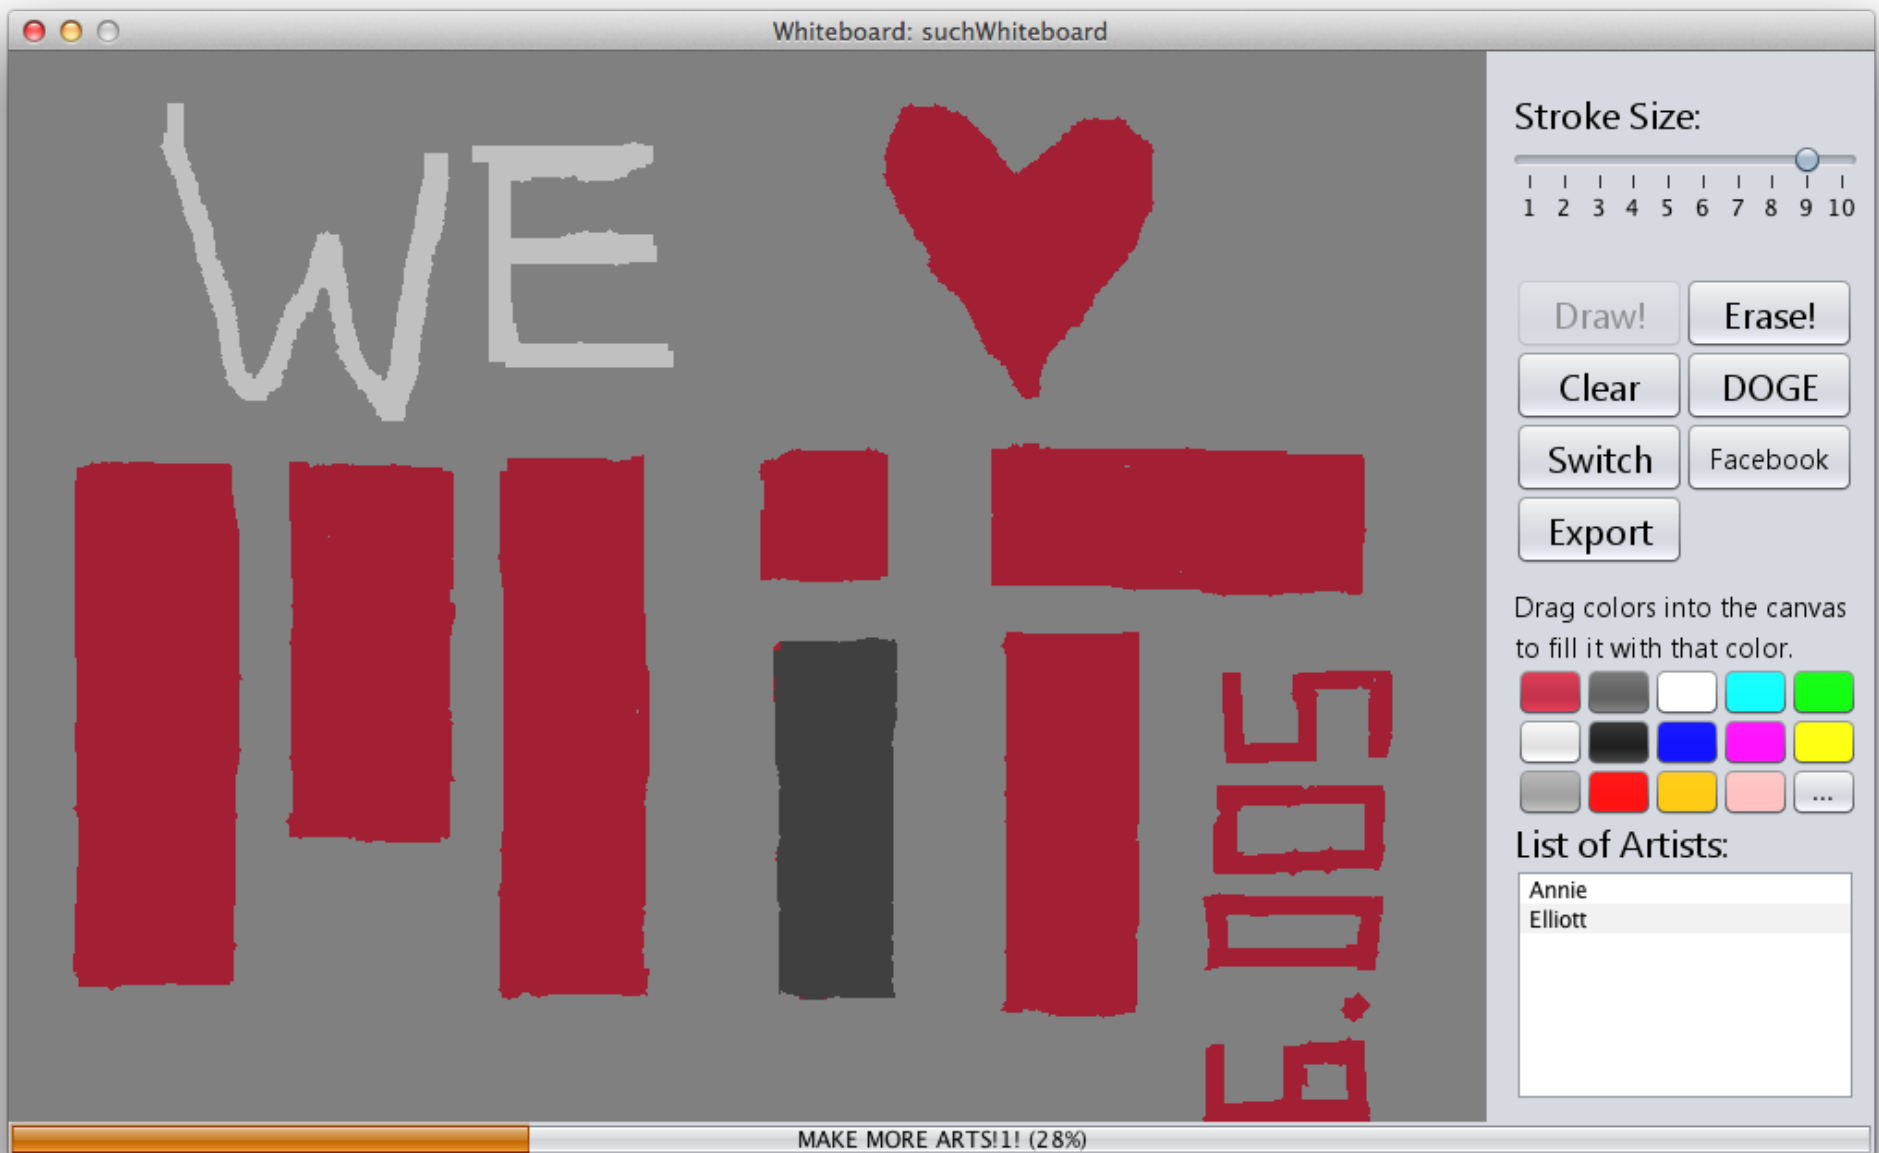 Whiteboard: suchWhiteboard
WE
MiT
6.005
Stroke Size:
1 2 3 4 5 6 7 8 9 10
Draw! Erase!
Clear DOGE
Switch Facebook
Export
Drag colors into the canvas
to fill it with that color.
...
List of Artists:
Annie
Elliott
MAKE MORE ARTS!1! (28%)